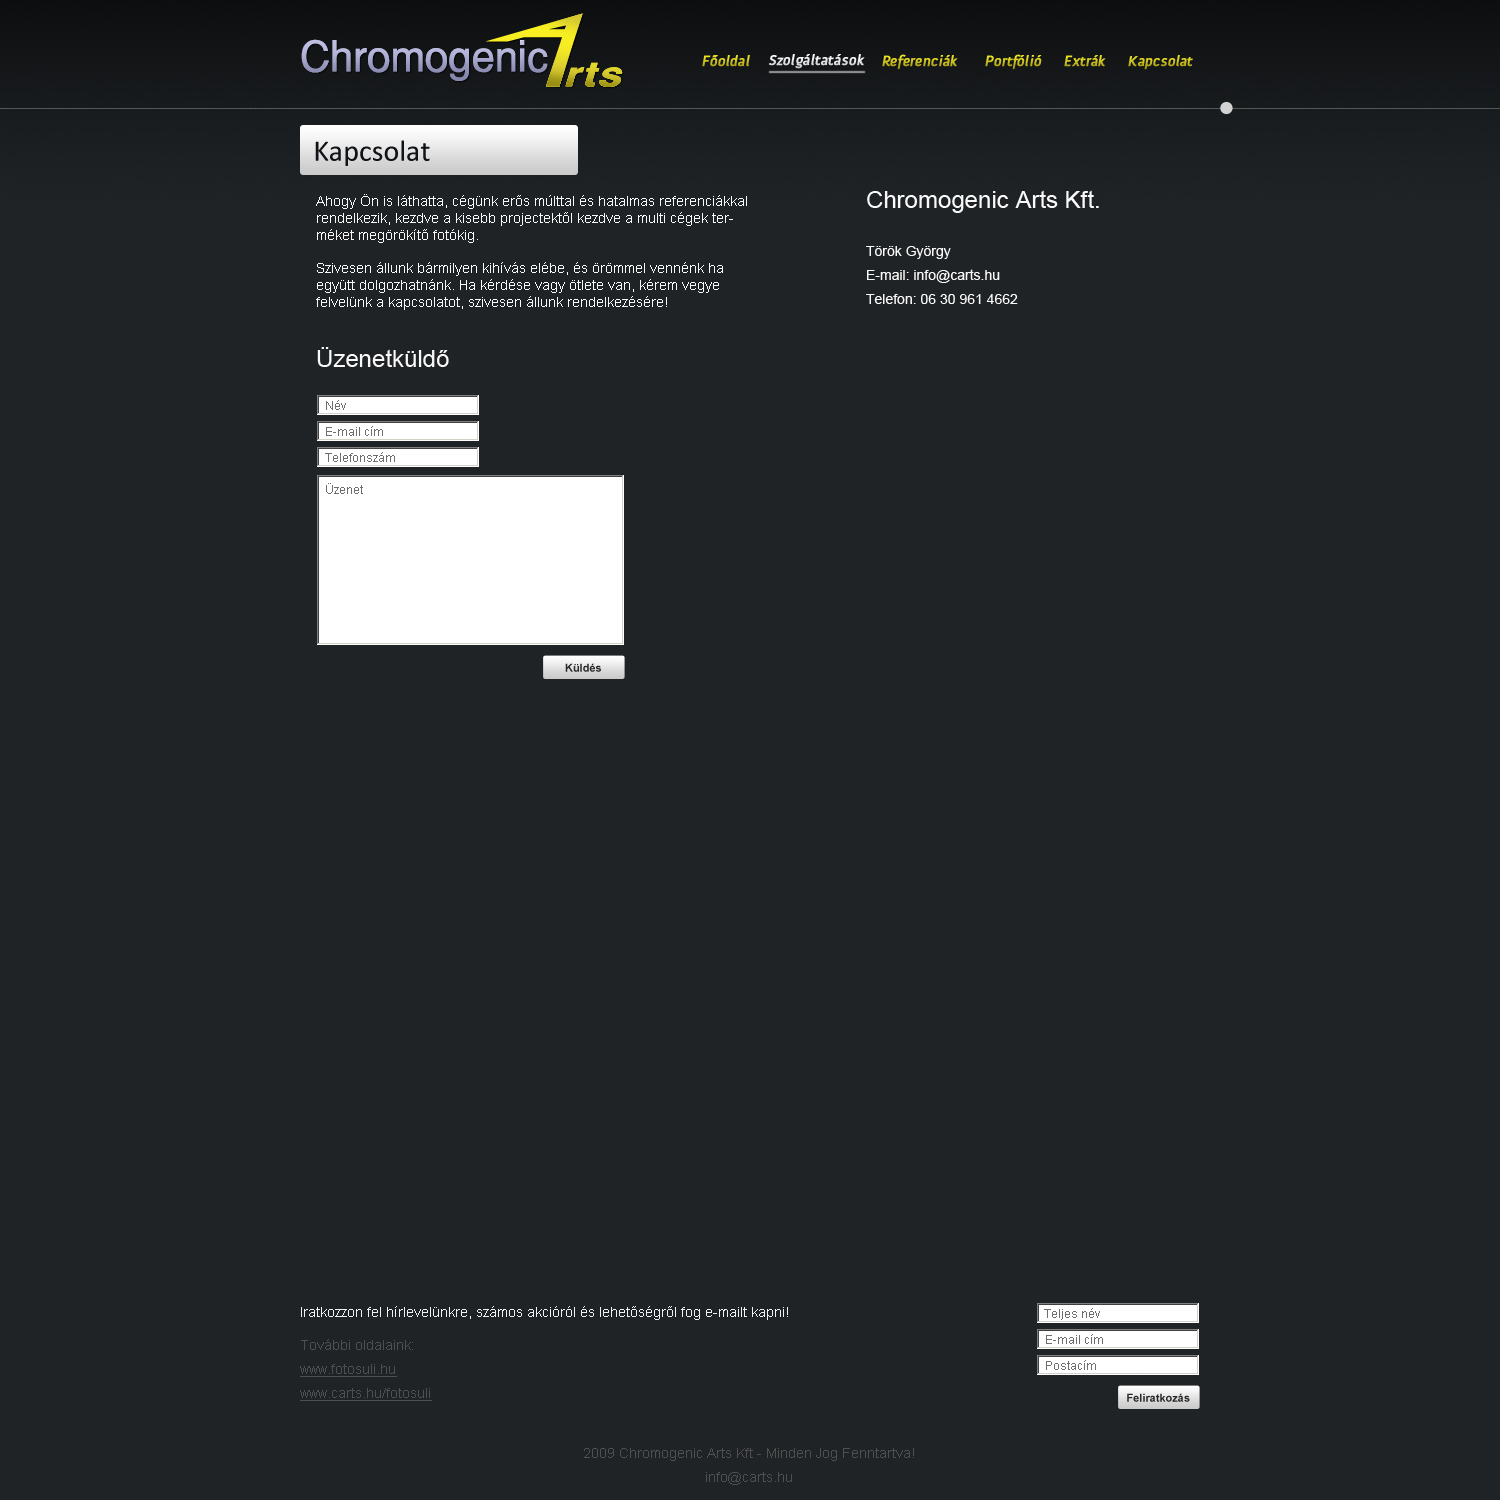 Chromogenic Arts
Főoldal Szolgáltatások Referenciák Portfólió Extrák Kapcsolat
Kapcsolat
Ahogy Ön is láthatta, cégünk erős múlttal és hatalmas referenciákkal
rendelkezik, kezdve a kisebb projectektől kezdve a multi cégek ter-
méket megörökítő fotókig.
Szivesen állunk bármilyen kihívás elébe, és örömmel vennénk ha
együtt dolgozhatnánk. Ha kérdése vagy ötlete van, kérem vegye
felvelünk a kapcsolatot, szivesen állunk rendelkezésére!
Chromogenic Arts Kft.
Török György
E-mail: info@carts.hu
Telefon: 06 30 961 4662
Üzenetküldő
Név
E-mail cím
Telefonszám
Üzenet
Küldés
Iratkozzon fel hírlevelünkre, számos akcióról és lehetőségről fog e-mailt kapni!
További oldalaink:
www.fotosuli.hu
www.carts.hu/fotosuli
Teljes név
E-mail cím
Postacím
Feliratkozás
2009 Chromogenic Arts Kft - Minden Jog Fenntartva!
info@carts.hu